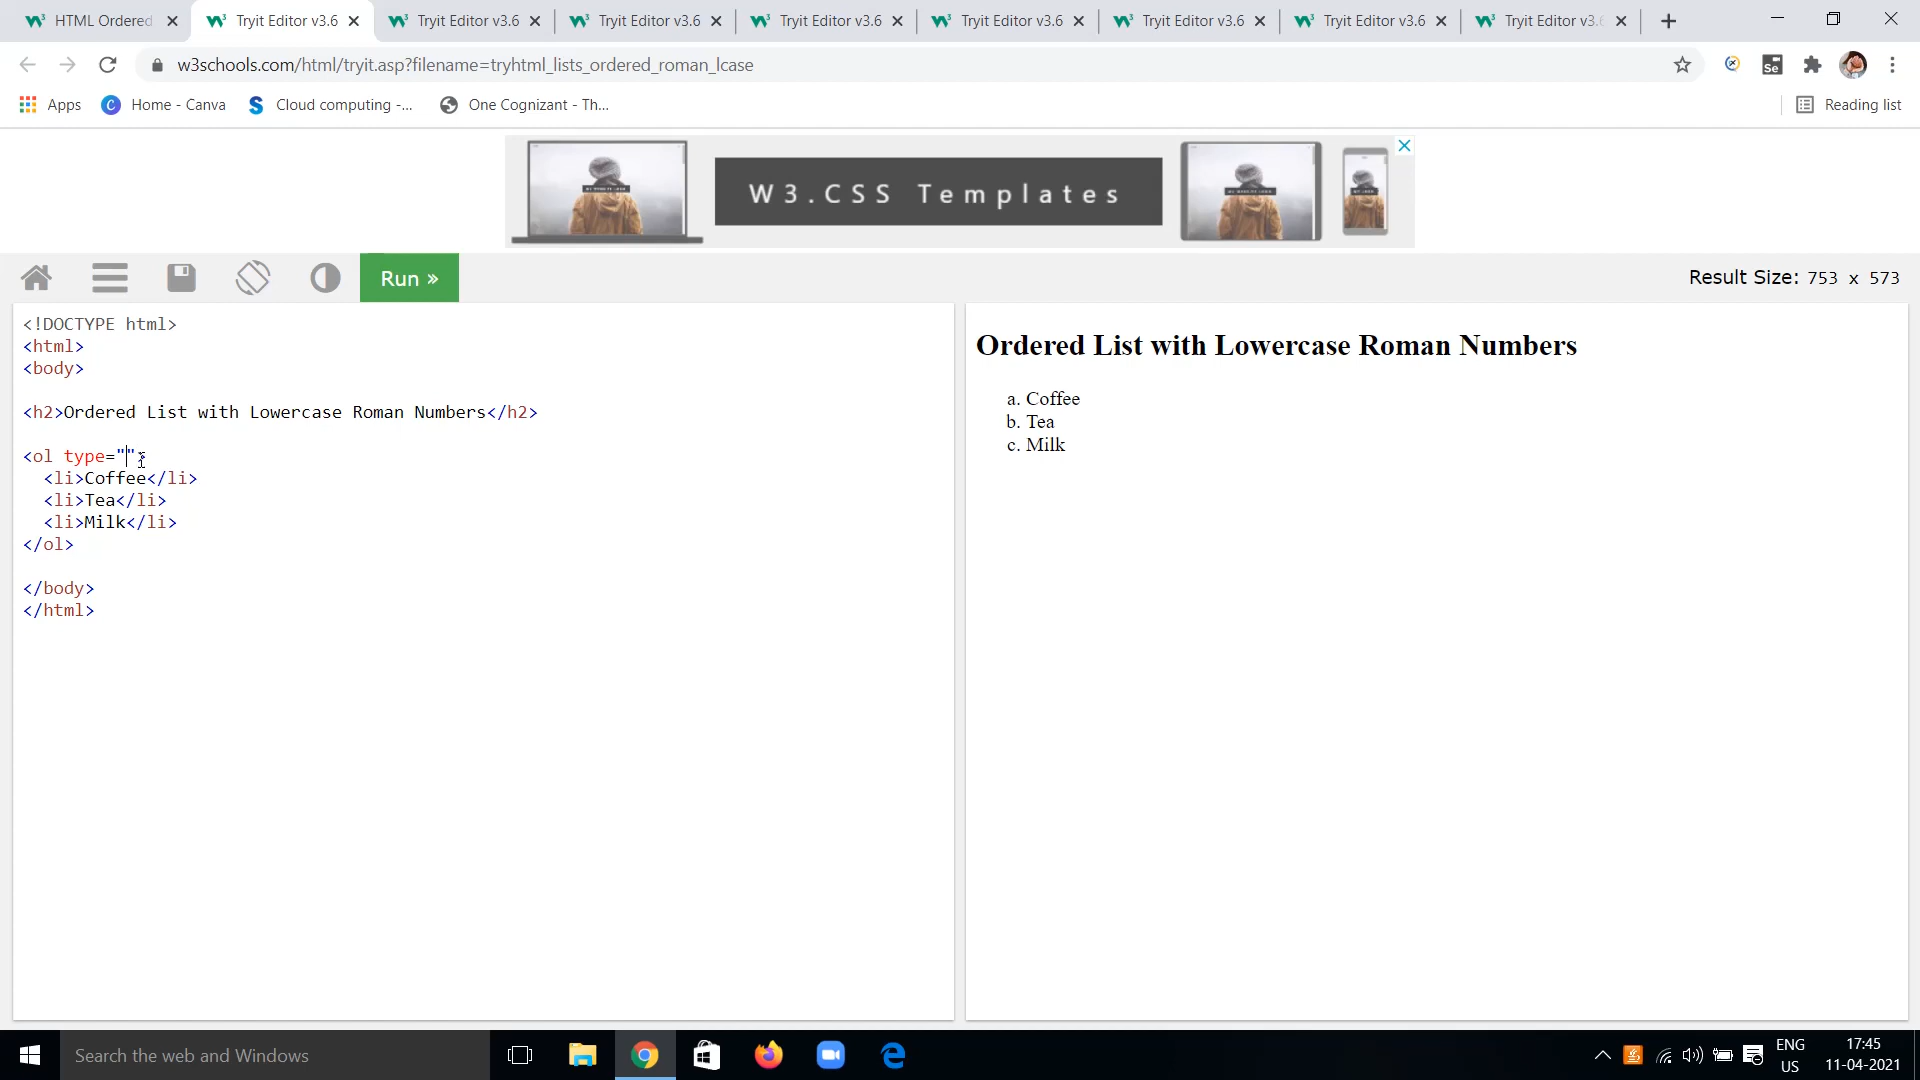 HTML Ordered
Tryit Editor v3.6
Tryit Editor v3.6
Tryit Editor v3.6
Tryit Editor v3.6
Tryit Editor v3.6
Tryit Editor v3.6
Tryit Editor v3.6
Tryit Editor v3.6
w3schools.com/html/tryit.asp?filename=tryhtml_lists_ordered_roman_lcase
Se
Apps
Home - Canva
Cloud computing -...
One Cognizant - Th...
Reading list
W3.CSS Templates
Run »
Result Size: 753 x 573
<!DOCTYPE html>
<html>
<body>
<h2>Ordered List with Lowercase Roman Numbers</h2>
<ol type="">
<li>Coffee</li>
<li>Tea</li>
<li>Milk</li>
</ol>
</body>
</html>
Ordered List with Lowercase Roman Numbers
a. Coffee
b. Tea
c. Milk
Search the web and Windows
ENG
US
17:45
11-04-2021